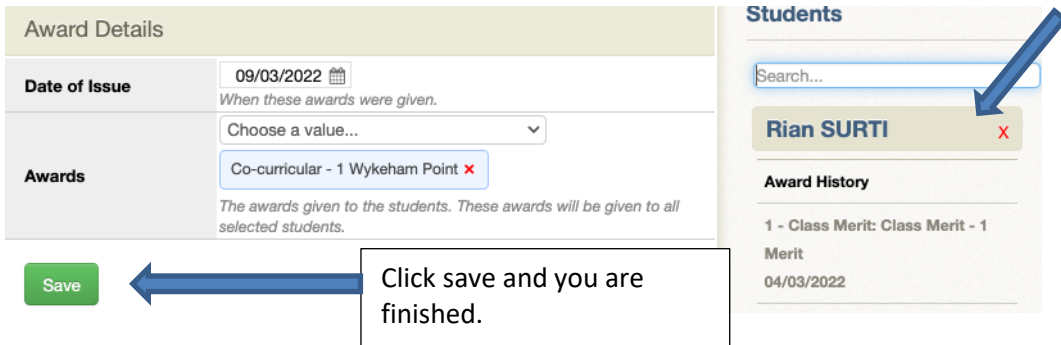 Award Details
Date of Issue
09/03/2022
When these awards were given.
Awards
Choose a value...
Co-curricular - 1 Wykeham Point ×
The awards given to the students. These awards will be given to all
selected students.
Save
Click save and you are
finished.
Students
Search...
Rian SURTI
X
Award History
1 - Class Merit: Class Merit - 1
Merit
04/03/2022